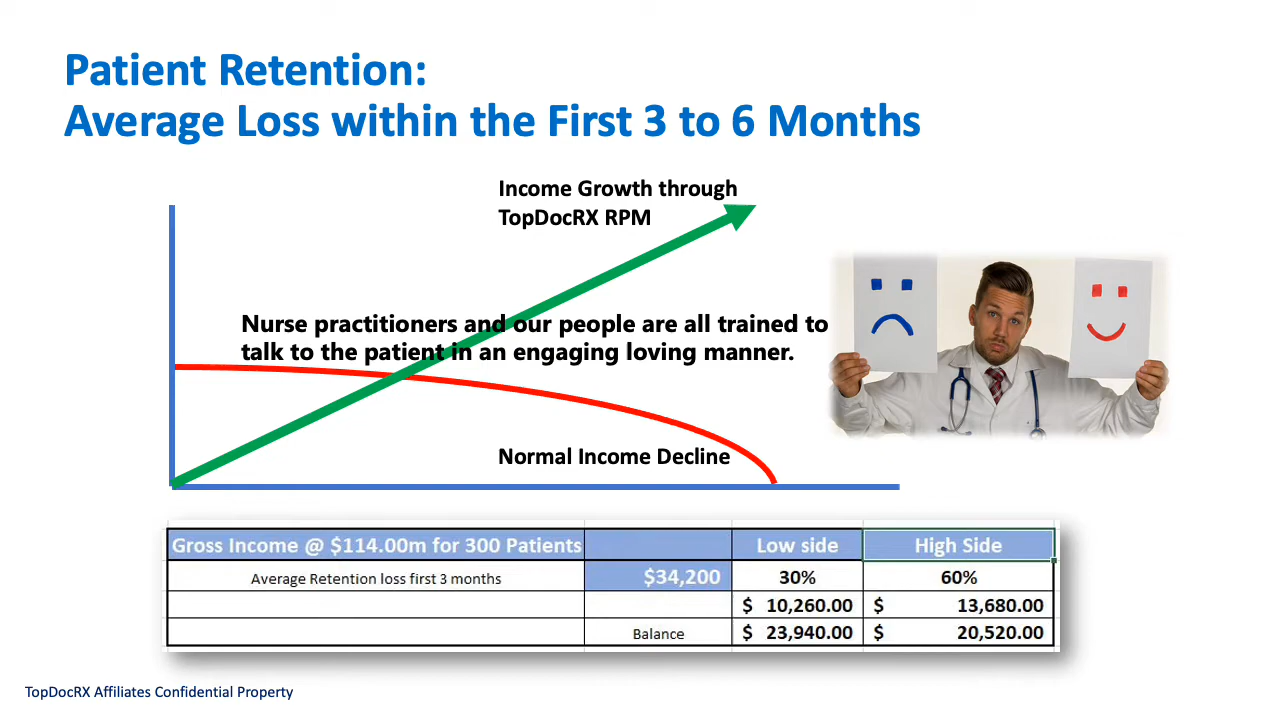 Patient Retention:
Average Loss within the First 3 to 6 Months
Income Growth through
TopDocRX RPM
Nurse practitioners and our people are all trained to
talk to the patient in an engaging loving manner.
Normal Income Decline
Gross Income @ $114.00m for 300 Patients Low side High Side
Average Retention loss first 3 months $34,200 30% 60%
$ 10,260.00 $ 13,680.00
Balance $ 23,940.00 $ 20,520.00
TopDocRX Affiliates Confidential Property